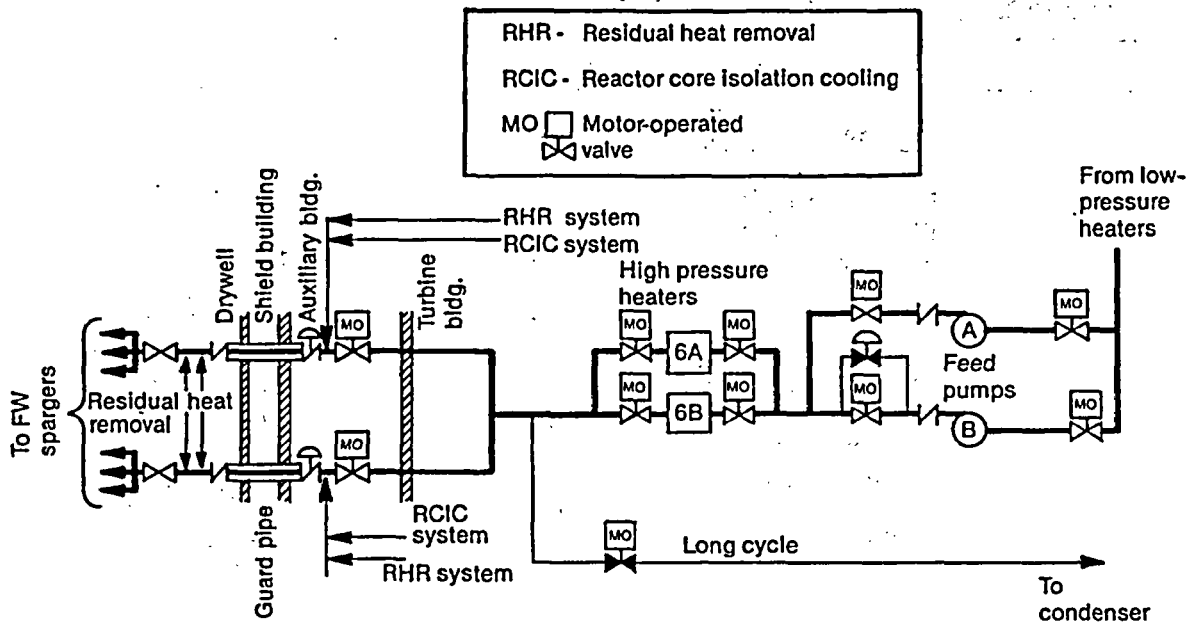 RHR - Residual heat removal
RCIC - Reactor core isolation cooling
MO Motor-operated
valve
From low-
pressure
heaters
Drywell
Shield building
Auxiliary bldg.
Turbine
bldg.
RHR system
RCIC system
High pressure
heaters
MO
MO
MO
MO
MO
6A
A
Feed
pumps
MO
MO
6B
MO
B
MO
To FW
spargers
Residual heat
removal
MO
Guard pipe
RCIC
system
RHR system
MO
Long cycle
To
condenser